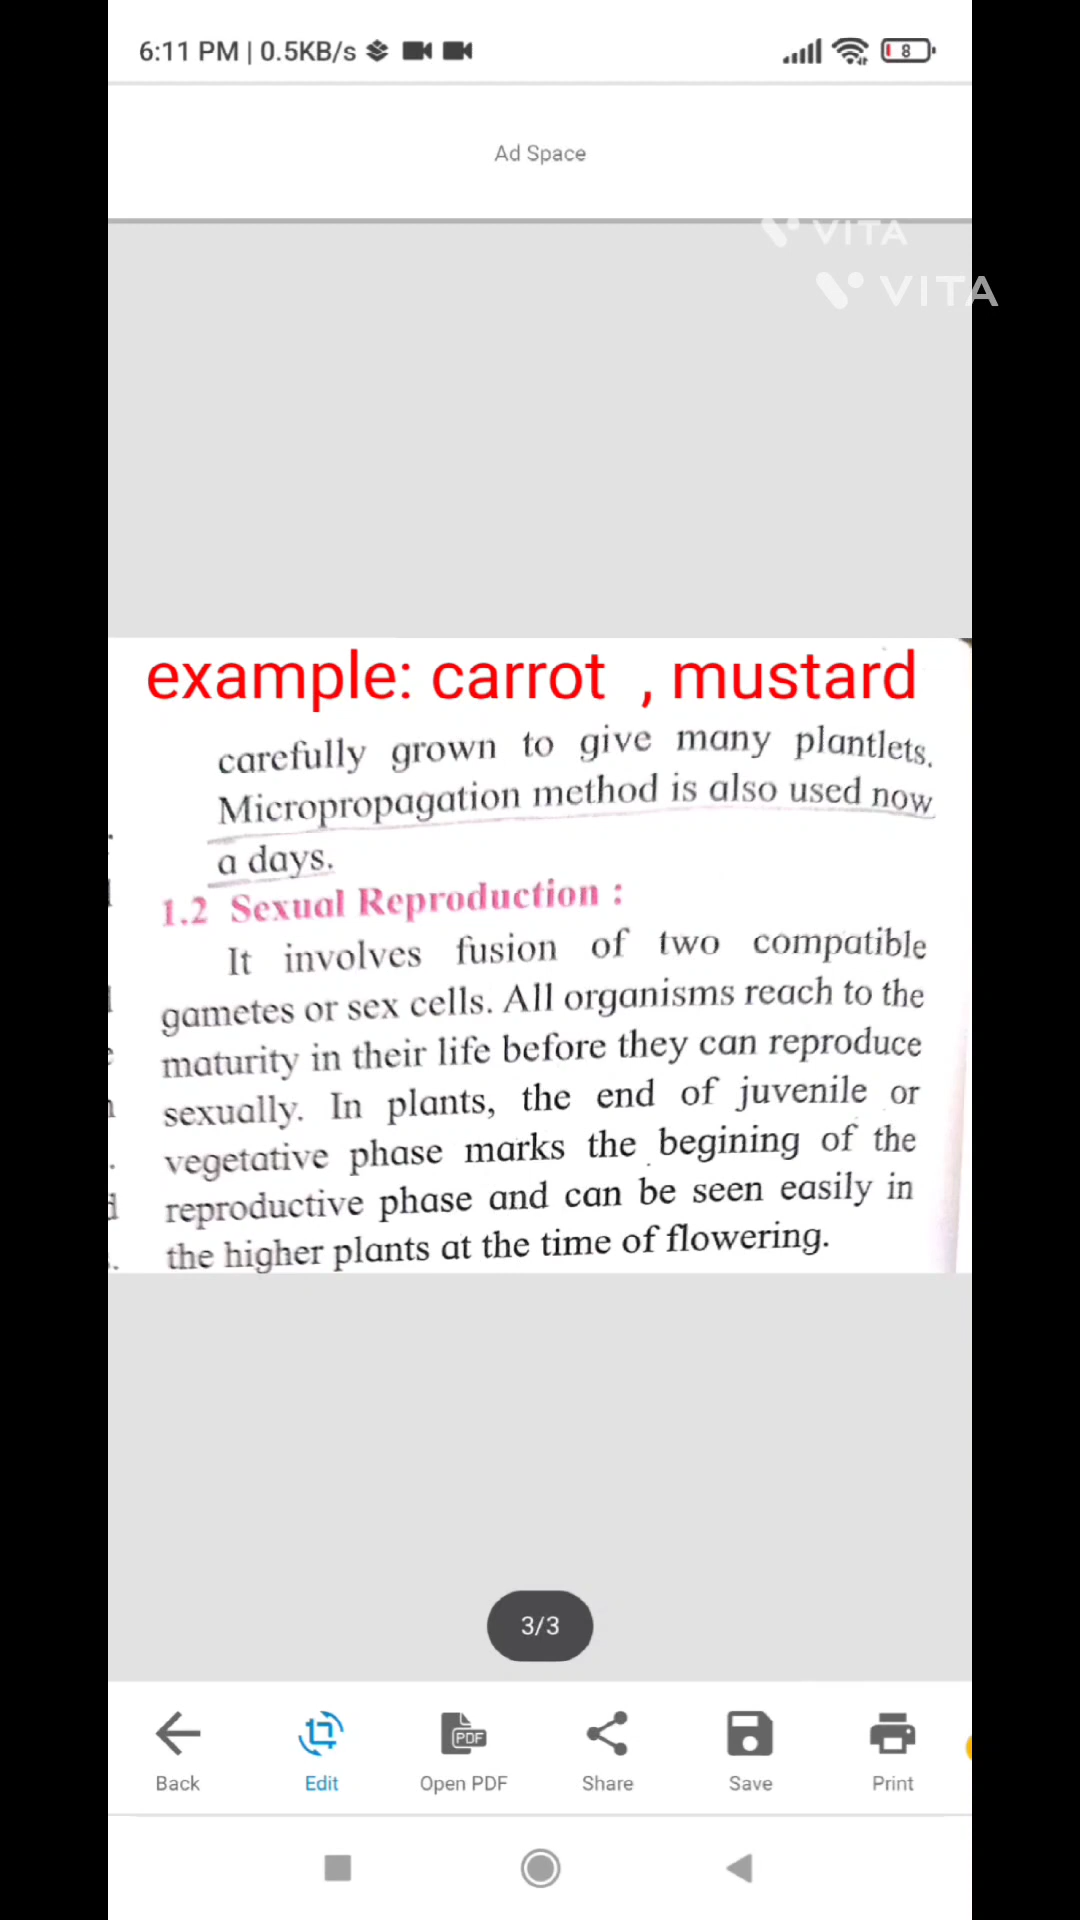 6:11 PM | 0.5KB/s
8
Ad Space
VITA
VITA
example: carrot , mustard
carefully grown to give many plantlets.
Micropropagation method is also used now
a days.
1.2 Sexual Reproduction :
It involves fusion of two compatible
gametes or sex cells. All organisms reach to the
maturity in their life before they can reproduce
sexually. In plants, the end of juvenile or
vegetative phase marks the begining of the
reproductive phase and can be seen easily in
the higher plants at the time of flowering.
3/3
PDF
Back Edit Open PDF Share Save Print